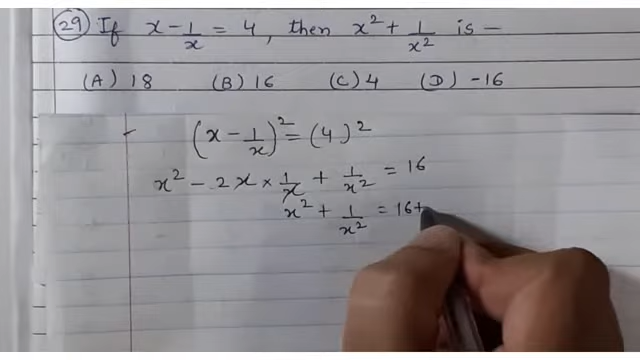 29 If x - 1/x = 4, then x² + 1/x² is —
(A) 18 (B) 16 (C) 4 (D) -16
(x - 1/x)² = (4)²
x² - 2x × 1/x + 1/x² = 16
x² + 1/x² = 16+